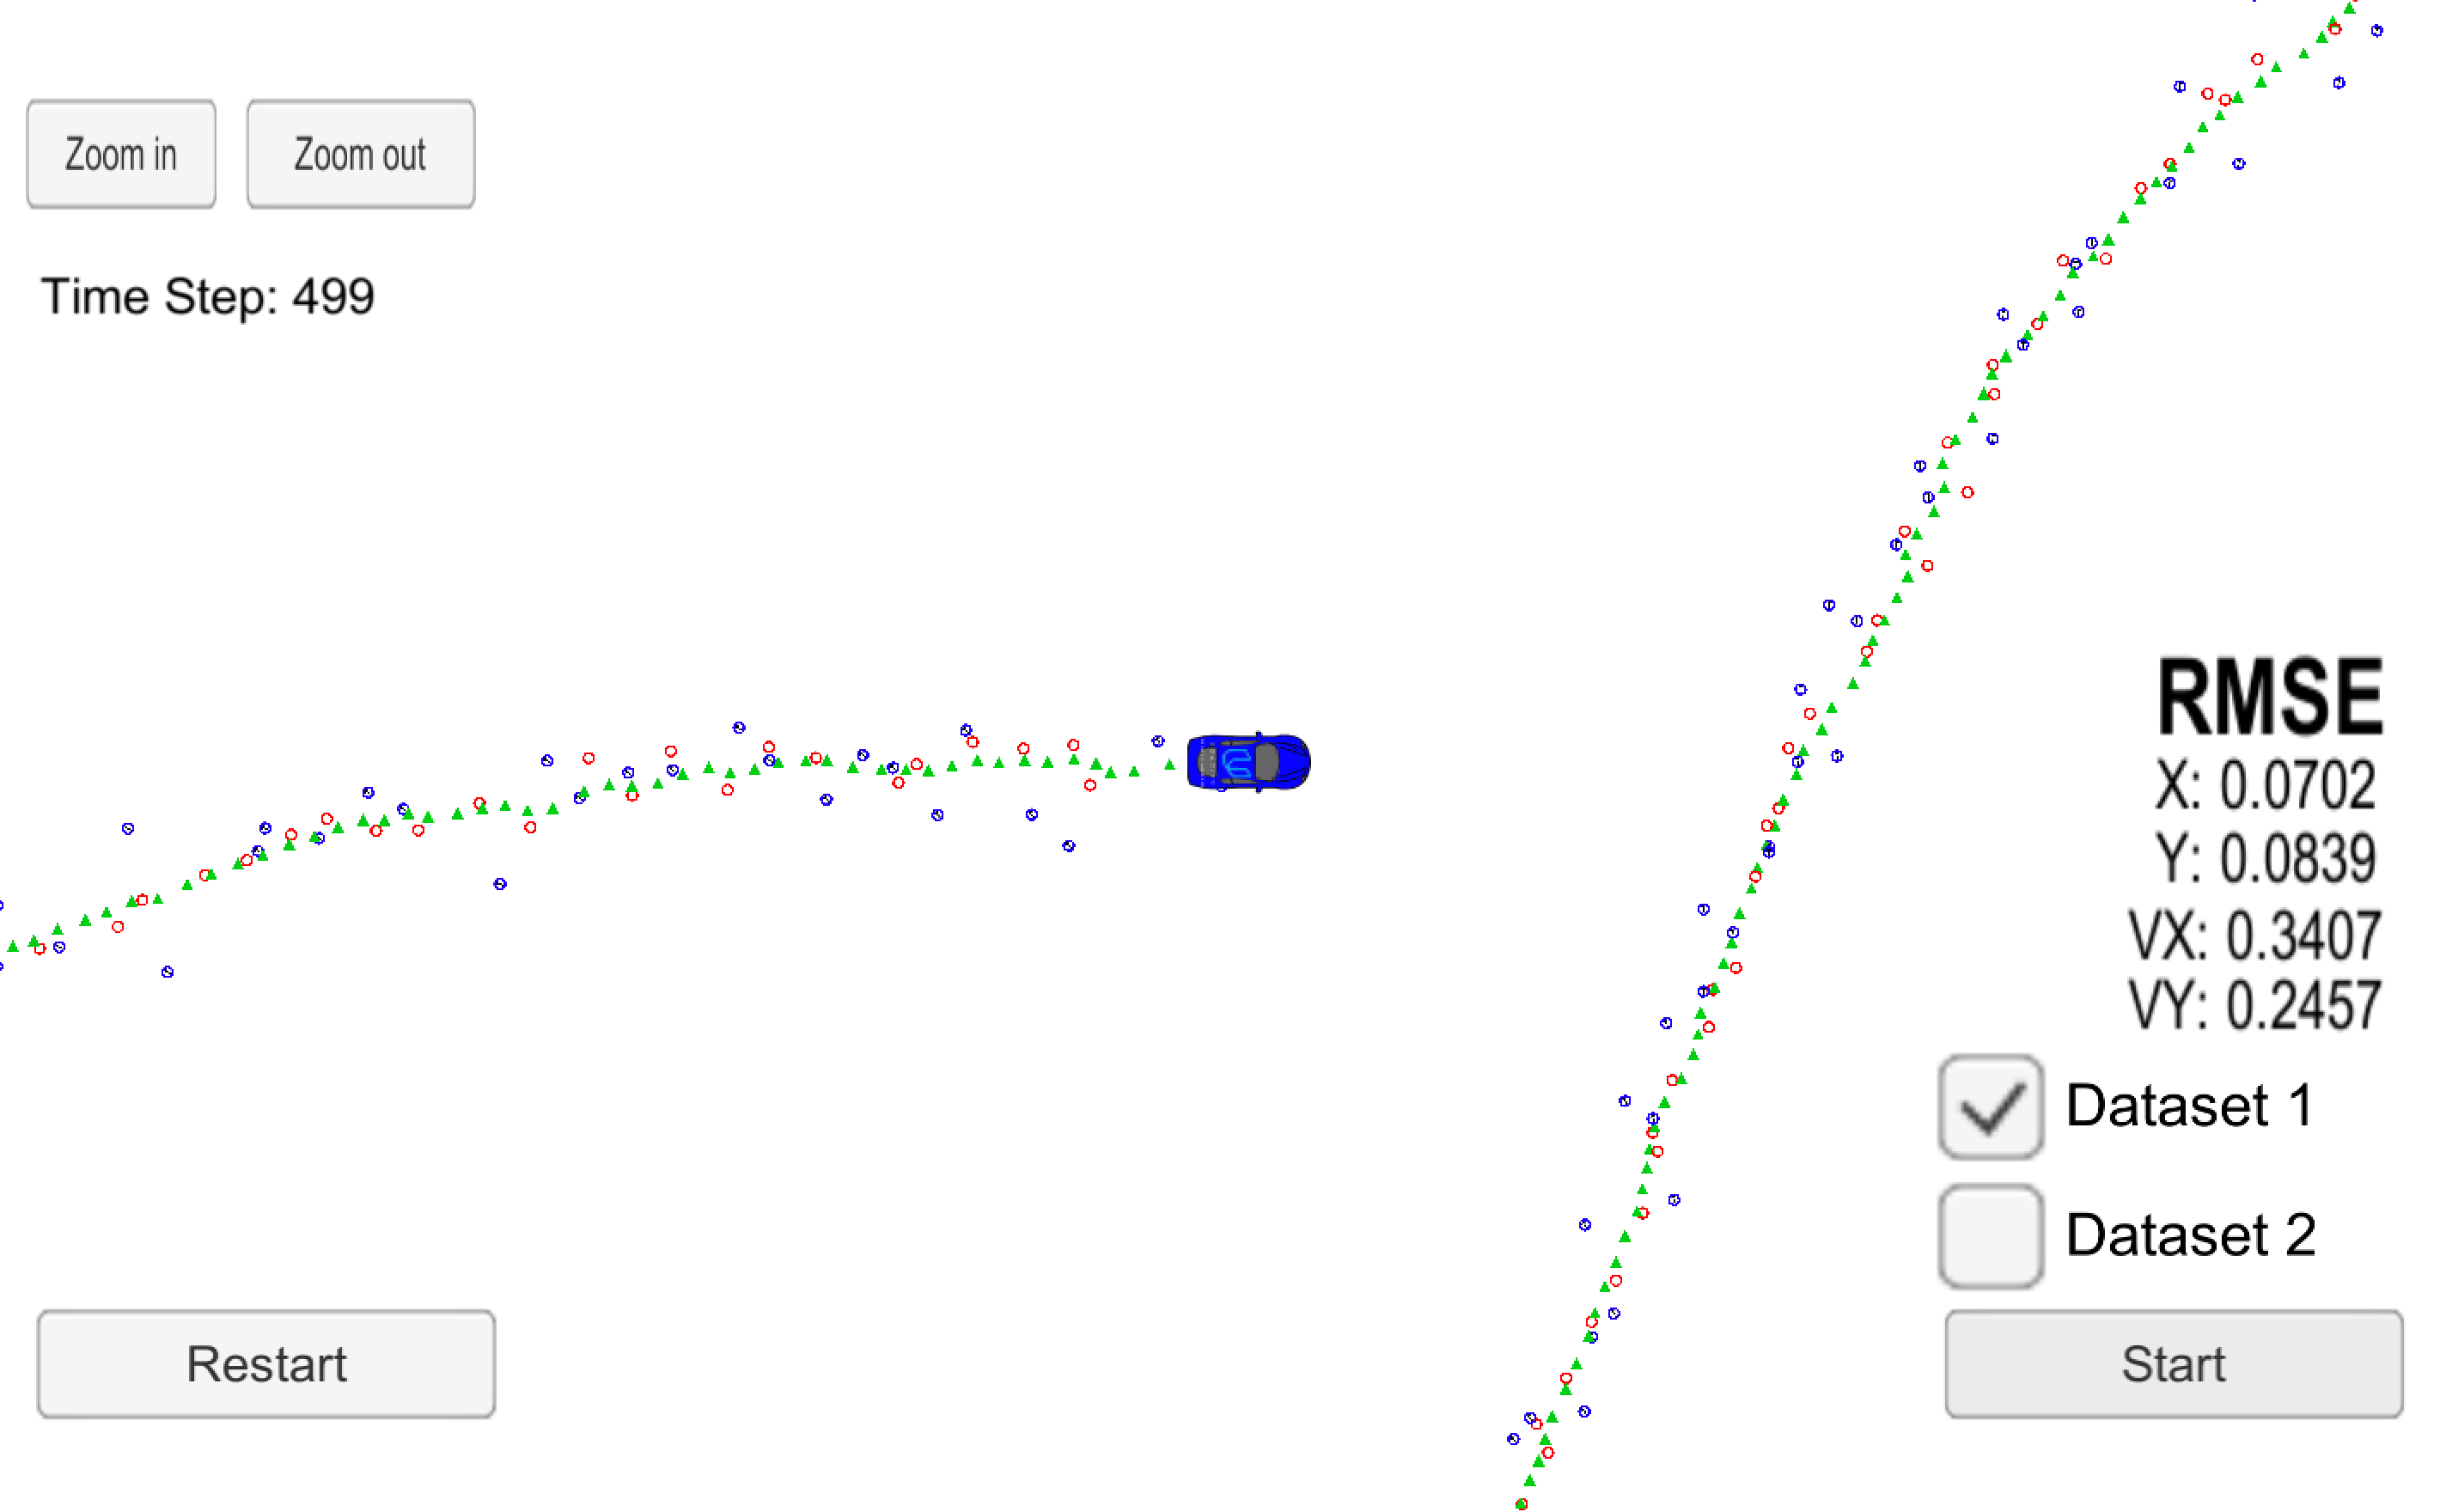 Zoom in
Zoom out
Time Step: 499
RMSE
X: 0.0702
Y: 0.0839
VX: 0.3407
VY: 0.2457
Dataset 1
Dataset 2
Restart
Start